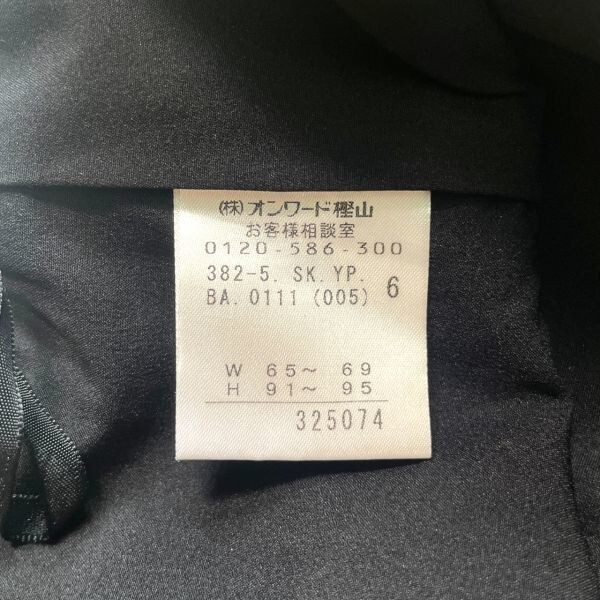 (株)オンワード樫山
お客様相談室
0120-586-300
382-5. SK. YP. 6
BA. 0111 (005)
W 65～ 69
H 91～ 95
325074